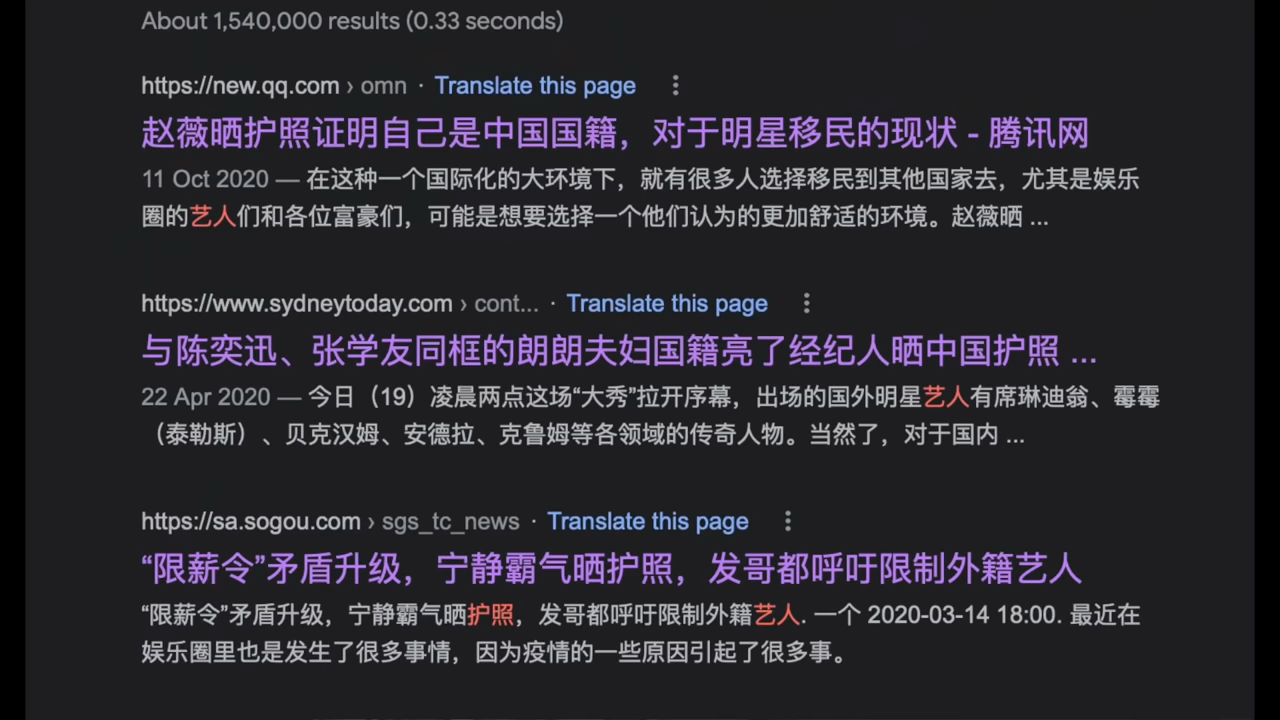 About 1,540,000 results (0.33 seconds)
https://new.qq.com › omn · Translate this page
赵薇晒护照证明自己是中国国籍，对于明星移民的现状 - 腾讯网
11 Oct 2020 — 在这种一个国际化的大环境下，就有很多人选择移民到其他国家去，尤其是娱乐
圈的艺人们和各位富豪们，可能是想要选择一个他们认为的更加舒适的环境。赵薇晒 ...
https://www.sydneytoday.com › cont... · Translate this page
与陈奕迅、张学友同框的朗朗夫妇国籍亮了经纪人晒中国护照 ...
22 Apr 2020 — 今日（19）凌晨两点这场“大秀”拉开序幕，出场的国外明星艺人有席琳迪翁、霉霉
（泰勒斯）、贝克汉姆、安德拉、克鲁姆等各领域的传奇人物。当然了，对于国内 ...
https://sa.sogou.com › sgs_tc_news · Translate this page
“限薪令”矛盾升级，宁静霸气晒护照，发哥都呼吁限制外籍艺人
“限薪令”矛盾升级，宁静霸气晒护照，发哥都呼吁限制外籍艺人. 一个 2020-03-14 18:00. 最近在
娱乐圈里也是发生了很多事情，因为疫情的一些原因引起了很多事。